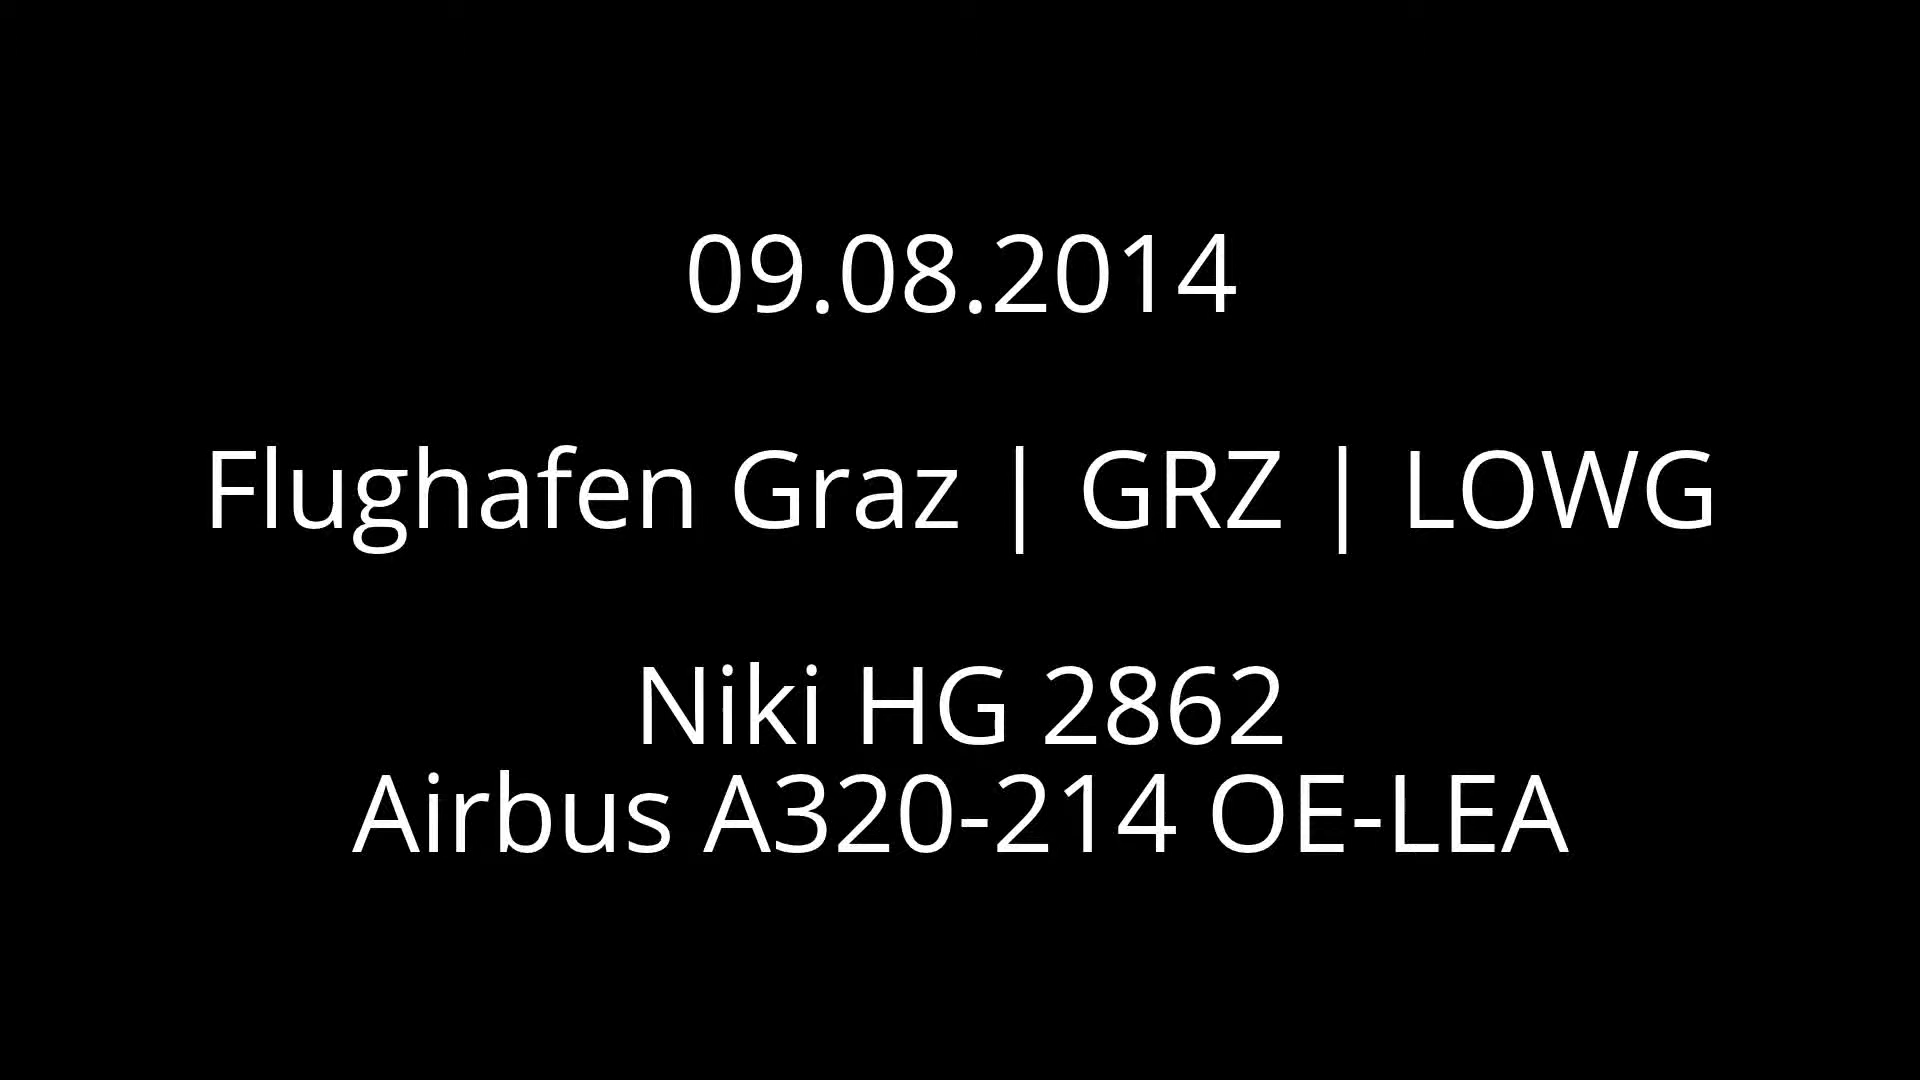 09.08.2014
Flughafen Graz | GRZ | LOWG
Niki HG 2862
Airbus A320-214 OE-LEA